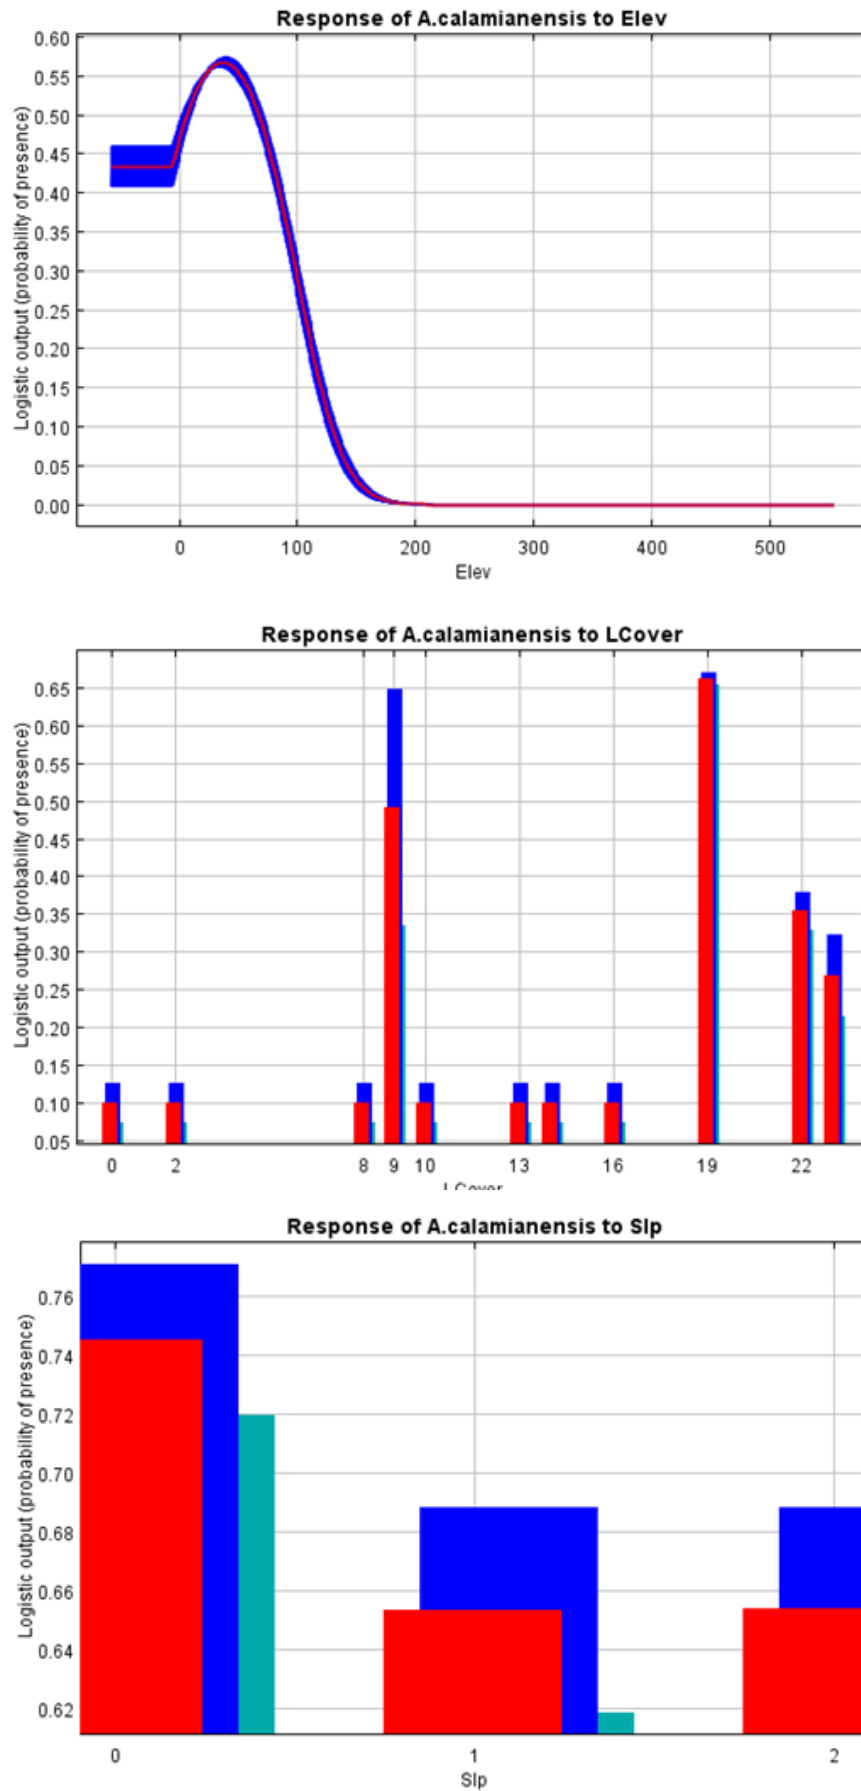 Response of A.calamianensis to Elev
Logistic output (probability of presence)
0.60
0.55
0.50
0.45
0.40
0.35
0.30
0.25
0.20
0.15
0.10
0.05
0.00
0 100 200 300 400 500
Elev
Response of A.calamianensis to LCover
Logistic output (probability of presence)
0.65
0.60
0.55
0.50
0.45
0.40
0.35
0.30
0.25
0.20
0.15
0.10
0.05
0 2 8 9 10 13 16 19 22
LCover
Response of A.calamianensis to Slp
Logistic output (probability of presence)
0.76
0.74
0.72
0.70
0.68
0.66
0.64
0.62
0 1 2
Slp